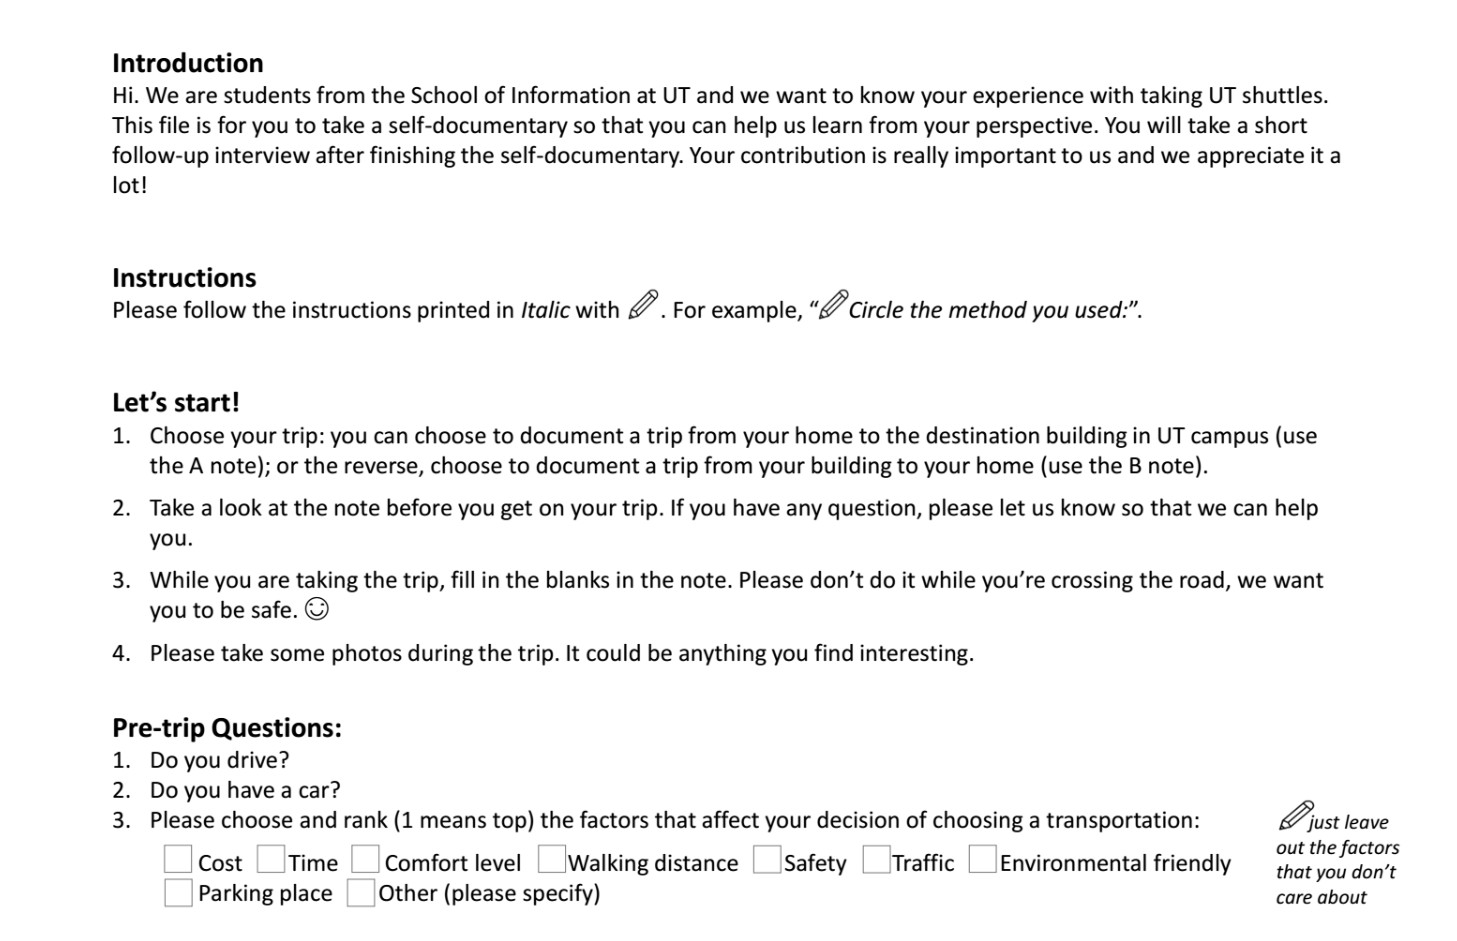 Introduction
Hi. We are students from the School of Information at UT and we want to know your experience with taking UT shuttles.
This file is for you to take a self-documentary so that you can help us learn from your perspective. You will take a short
follow-up interview after finishing the self-documentary. Your contribution is really important to us and we appreciate it a
lot!
Instructions
Please follow the instructions printed in Italic with . For example, “Circle the method you used:”.
Let’s start!
1. Choose your trip: you can choose to document a trip from your home to the destination building in UT campus (use
the A note); or the reverse, choose to document a trip from your building to your home (use the B note).
2. Take a look at the note before you get on your trip. If you have any question, please let us know so that we can help
you.
3. While you are taking the trip, fill in the blanks in the note. Please don’t do it while you’re crossing the road, we want
you to be safe. ☺
4. Please take some photos during the trip. It could be anything you find interesting.
Pre-trip Questions:
1. Do you drive?
2. Do you have a car?
3. Please choose and rank (1 means top) the factors that affect your decision of choosing a transportation:
Cost Time Comfort level Walking distance Safety Traffic Environmental friendly
Parking place Other (please specify)
just leave
out the factors
that you don’t
care about